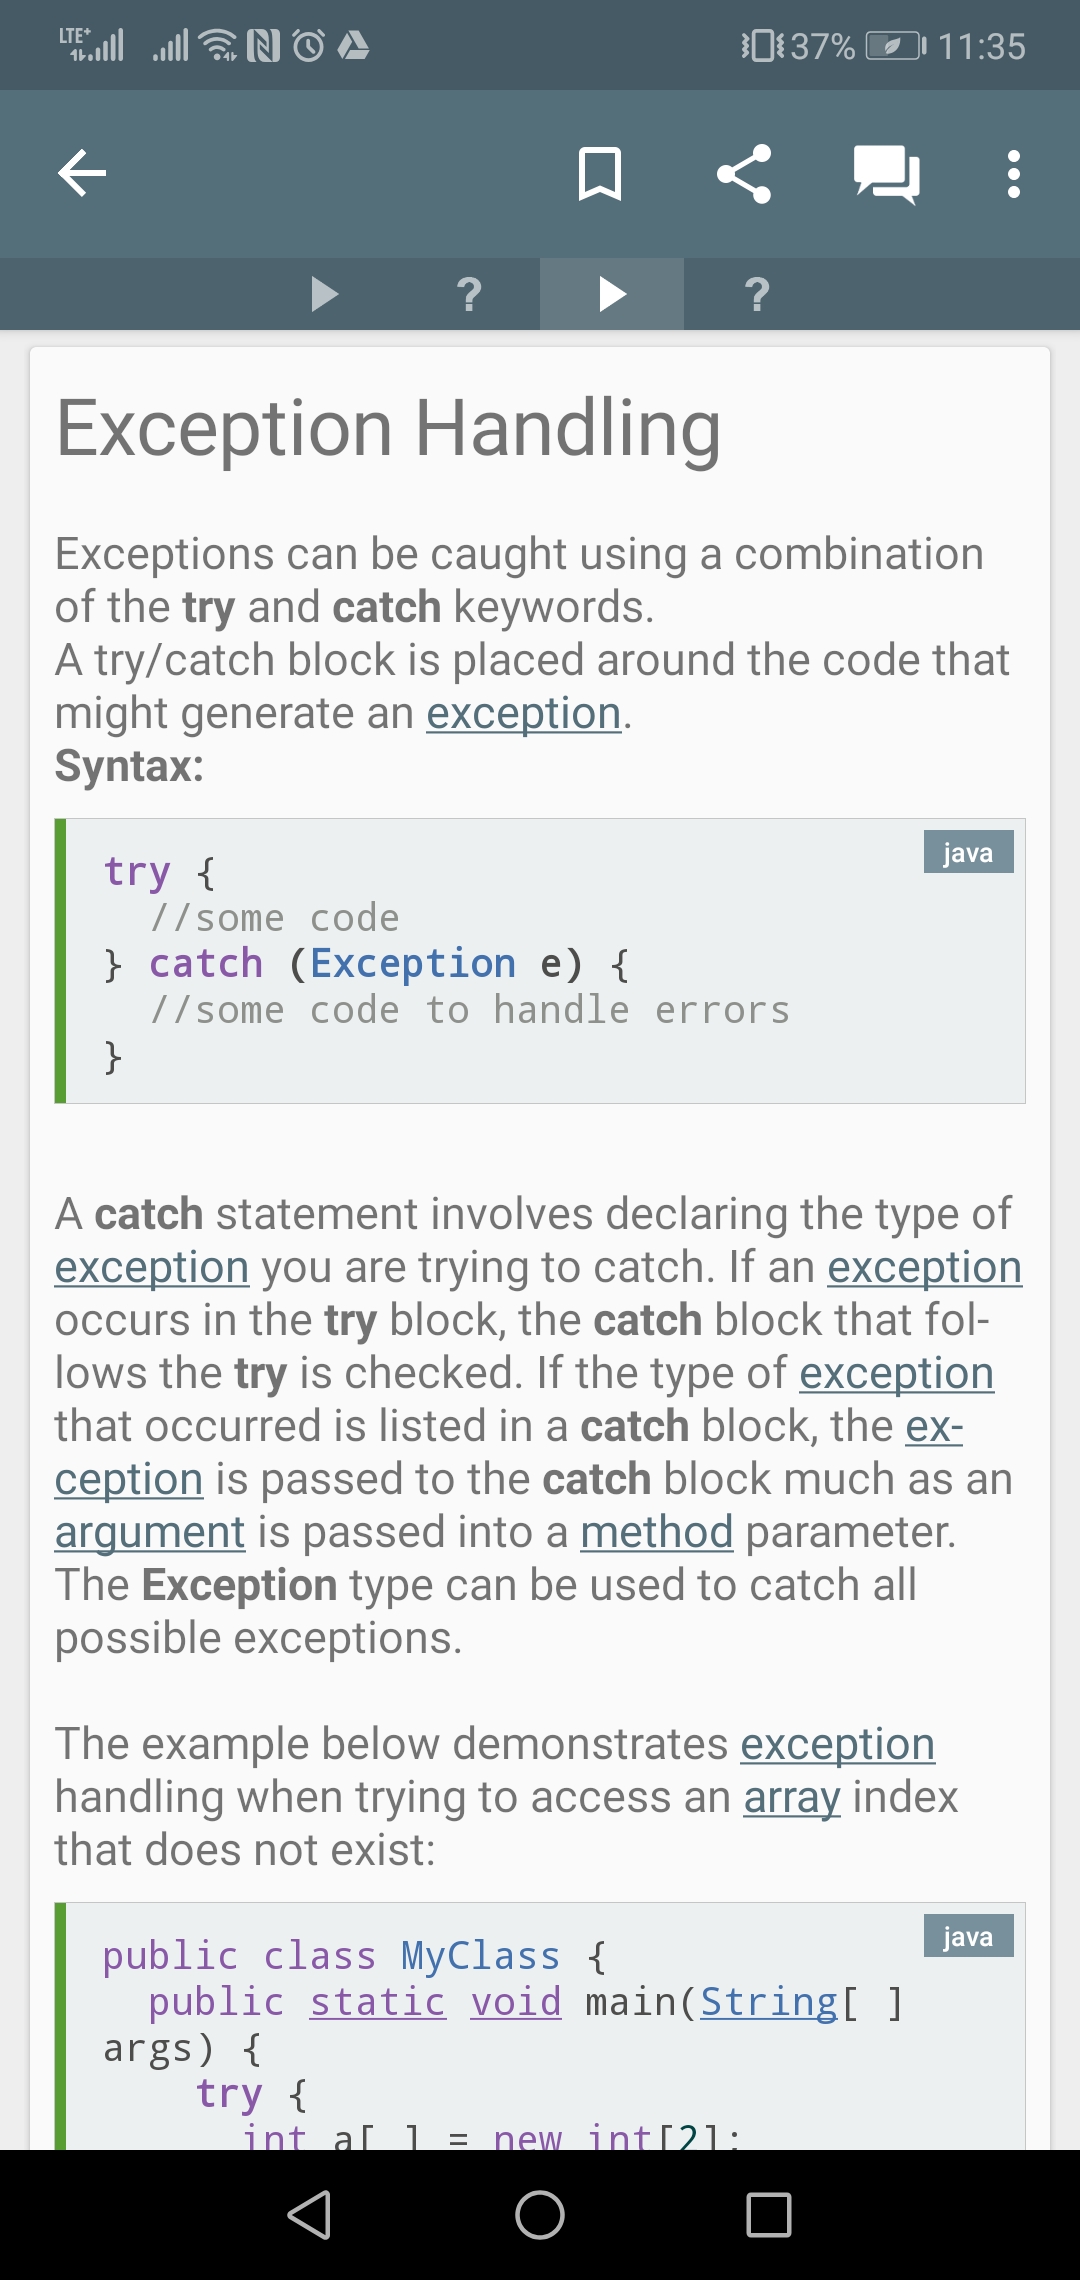 LTE+
37% 11:35
? ?
Exception Handling
Exceptions can be caught using a combination
of the try and catch keywords.
A try/catch block is placed around the code that
might generate an exception.
Syntax:
java
try {
//some code
} catch (Exception e) {
//some code to handle errors
}
A catch statement involves declaring the type of
exception you are trying to catch. If an exception
occurs in the try block, the catch block that fol-
lows the try is checked. If the type of exception
that occurred is listed in a catch block, the ex-
ception is passed to the catch block much as an
argument is passed into a method parameter.
The Exception type can be used to catch all
possible exceptions.
The example below demonstrates exception
handling when trying to access an array index
that does not exist:
java
public class MyClass {
public static void main(String[ ]
args) {
try {
int a[ ] = new int[2];